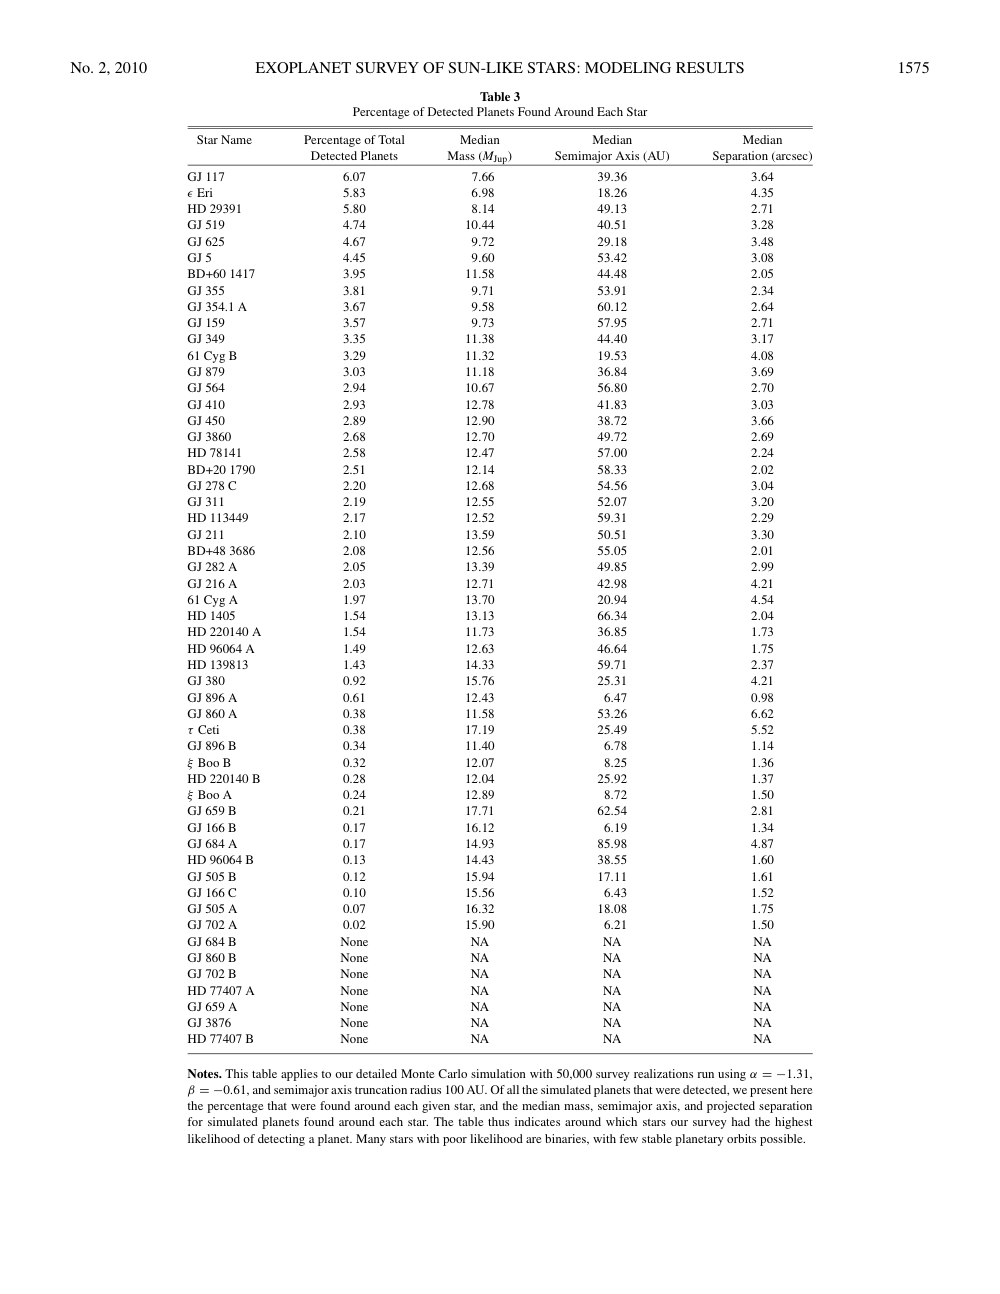 No. 2, 2010 EXOPLANET SURVEY OF SUN-LIKE STARS: MODELING RESULTS 1575
Table 3
Percentage of Detected Planets Found Around Each Star
Star Name Percentage of Total Median Median Median
Detected Planets Mass (M_Jup) Semimajor Axis (AU) Separation (arcsec)
GJ 117 6.07 7.66 39.36 3.64
ϵ Eri 5.83 6.98 18.26 4.35
HD 29391 5.80 8.14 49.13 2.71
GJ 519 4.74 10.44 40.51 3.28
GJ 625 4.67 9.72 29.18 3.48
GJ 5 4.45 9.60 53.42 3.08
BD+60 1417 3.95 11.58 44.48 2.05
GJ 355 3.81 9.71 53.91 2.34
GJ 354.1 A 3.67 9.58 60.12 2.64
GJ 159 3.57 9.73 57.95 2.71
GJ 349 3.35 11.38 44.40 3.17
61 Cyg B 3.29 11.32 19.53 4.08
GJ 879 3.03 11.18 36.84 3.69
GJ 564 2.94 10.67 56.80 2.70
GJ 410 2.93 12.78 41.83 3.03
GJ 450 2.89 12.90 38.72 3.66
GJ 3860 2.68 12.70 49.72 2.69
HD 78141 2.58 12.47 57.00 2.24
BD+20 1790 2.51 12.14 58.33 2.02
GJ 278 C 2.20 12.68 54.56 3.04
GJ 311 2.19 12.55 52.07 3.20
HD 113449 2.17 12.52 59.31 2.29
GJ 211 2.10 13.59 50.51 3.30
BD+48 3686 2.08 12.56 55.05 2.01
GJ 282 A 2.05 13.39 49.85 2.99
GJ 216 A 2.03 12.71 42.98 4.21
61 Cyg A 1.97 13.70 20.94 4.54
HD 1405 1.54 13.13 66.34 2.04
HD 220140 A 1.54 11.73 36.85 1.73
HD 96064 A 1.49 12.63 46.64 1.75
HD 139813 1.43 14.33 59.71 2.37
GJ 380 0.92 15.76 25.31 4.21
GJ 896 A 0.61 12.43 6.47 0.98
GJ 860 A 0.38 11.58 53.26 6.62
τ Ceti 0.38 17.19 25.49 5.52
GJ 896 B 0.34 11.40 6.78 1.14
ξ Boo B 0.32 12.07 8.25 1.36
HD 220140 B 0.28 12.04 25.92 1.37
ξ Boo A 0.24 12.89 8.72 1.50
GJ 659 B 0.21 17.71 62.54 2.81
GJ 166 B 0.17 16.12 6.19 1.34
GJ 684 A 0.17 14.93 85.98 4.87
HD 96064 B 0.13 14.43 38.55 1.60
GJ 505 B 0.12 15.94 17.11 1.61
GJ 166 C 0.10 15.56 6.43 1.52
GJ 505 A 0.07 16.32 18.08 1.75
GJ 702 A 0.02 15.90 6.21 1.50
GJ 684 B None NA NA NA
GJ 860 B None NA NA NA
GJ 702 B None NA NA NA
HD 77407 A None NA NA NA
GJ 659 A None NA NA NA
GJ 3876 None NA NA NA
HD 77407 B None NA NA NA
Notes. This table applies to our detailed Monte Carlo simulation with 50,000 survey realizations run using α = −1.31,
β = −0.61, and semimajor axis truncation radius 100 AU. Of all the simulated planets that were detected, we present here
the percentage that were found around each given star, and the median mass, semimajor axis, and projected separation
for simulated planets found around each star. The table thus indicates around which stars our survey had the highest
likelihood of detecting a planet. Many stars with poor likelihood are binaries, with few stable planetary orbits possible.